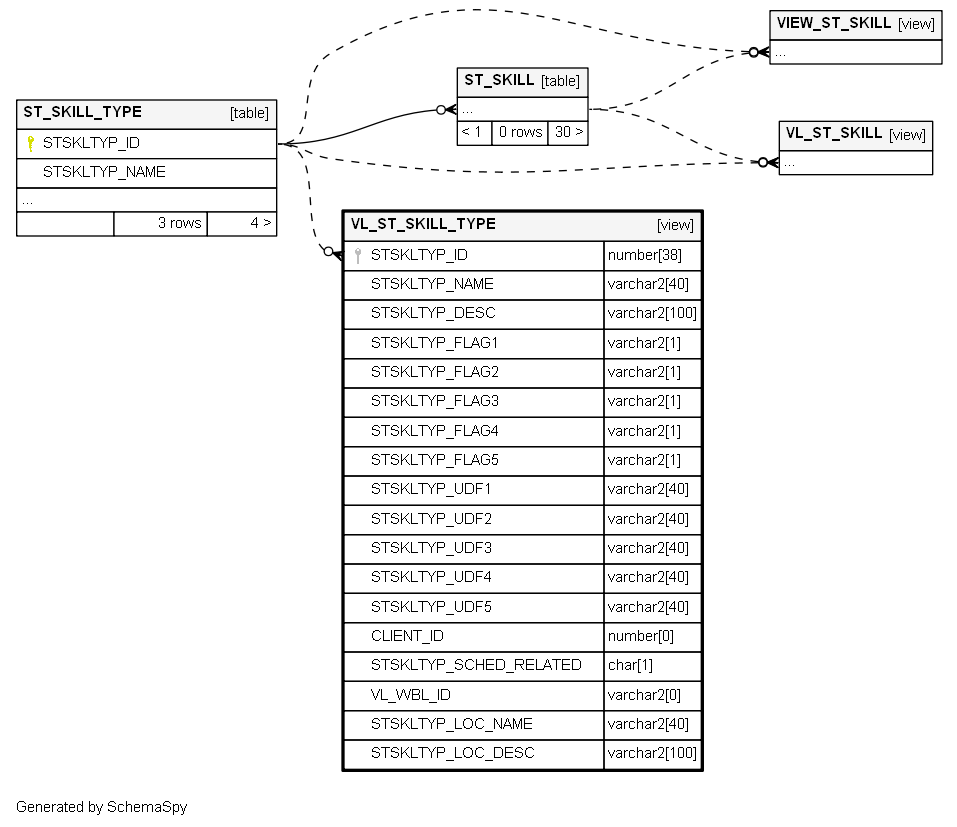 VIEW_ST_SKILL [view]
...
ST_SKILL [table]
...
< 1 0 rows 30 >
ST_SKILL_TYPE [table]
STSKLTYP_ID
STSKLTYP_NAME
...
3 rows 4 >
VL_ST_SKILL [view]
...
VL_ST_SKILL_TYPE [view]
STSKLTYP_ID number[38]
STSKLTYP_NAME varchar2[40]
STSKLTYP_DESC varchar2[100]
STSKLTYP_FLAG1 varchar2[1]
STSKLTYP_FLAG2 varchar2[1]
STSKLTYP_FLAG3 varchar2[1]
STSKLTYP_FLAG4 varchar2[1]
STSKLTYP_FLAG5 varchar2[1]
STSKLTYP_UDF1 varchar2[40]
STSKLTYP_UDF2 varchar2[40]
STSKLTYP_UDF3 varchar2[40]
STSKLTYP_UDF4 varchar2[40]
STSKLTYP_UDF5 varchar2[40]
CLIENT_ID number[0]
STSKLTYP_SCHED_RELATED char[1]
VL_WBL_ID varchar2[0]
STSKLTYP_LOC_NAME varchar2[40]
STSKLTYP_LOC_DESC varchar2[100]
Generated by SchemaSpy